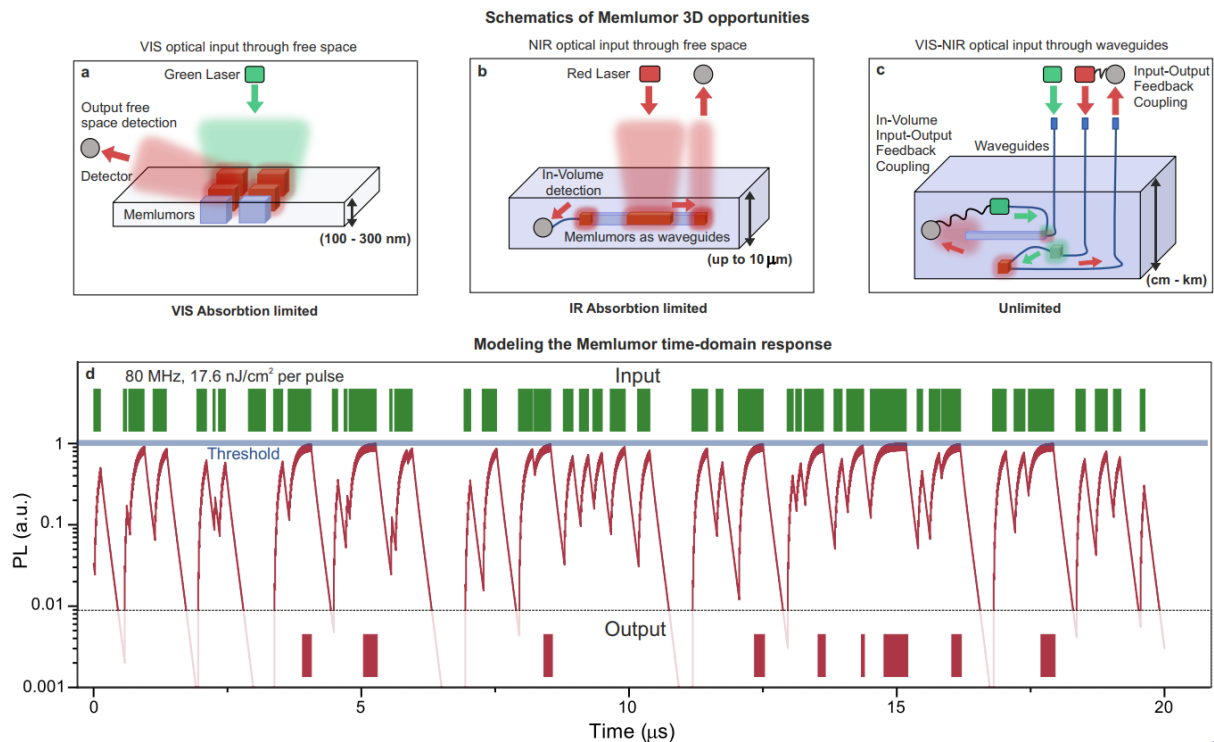 Schematics of Memlumor 3D opportunities
VIS optical input through free space
a
Green Laser
Output free
space detection
Detector
Memlumors
(100 - 300 nm)
VIS Absorbtion limited
NIR optical input through free space
b
Red Laser
In-Volume
detection
Memlumors as waveguides
(up to 10 μm)
IR Absorbtion limited
VIS-NIR optical input through waveguides
c
Input-Output
Feedback
Coupling
In-Volume
Input-Output
Feedback
Coupling
Waveguides
(cm - km)
Unlimited
Modeling the Memlumor time-domain response
d
80 MHz, 17.6 nJ/cm² per pulse
Input
Threshold
Output
PL (a.u.)
1
0.1
0.01
0.001
0
5
10
15
20
Time (μs)